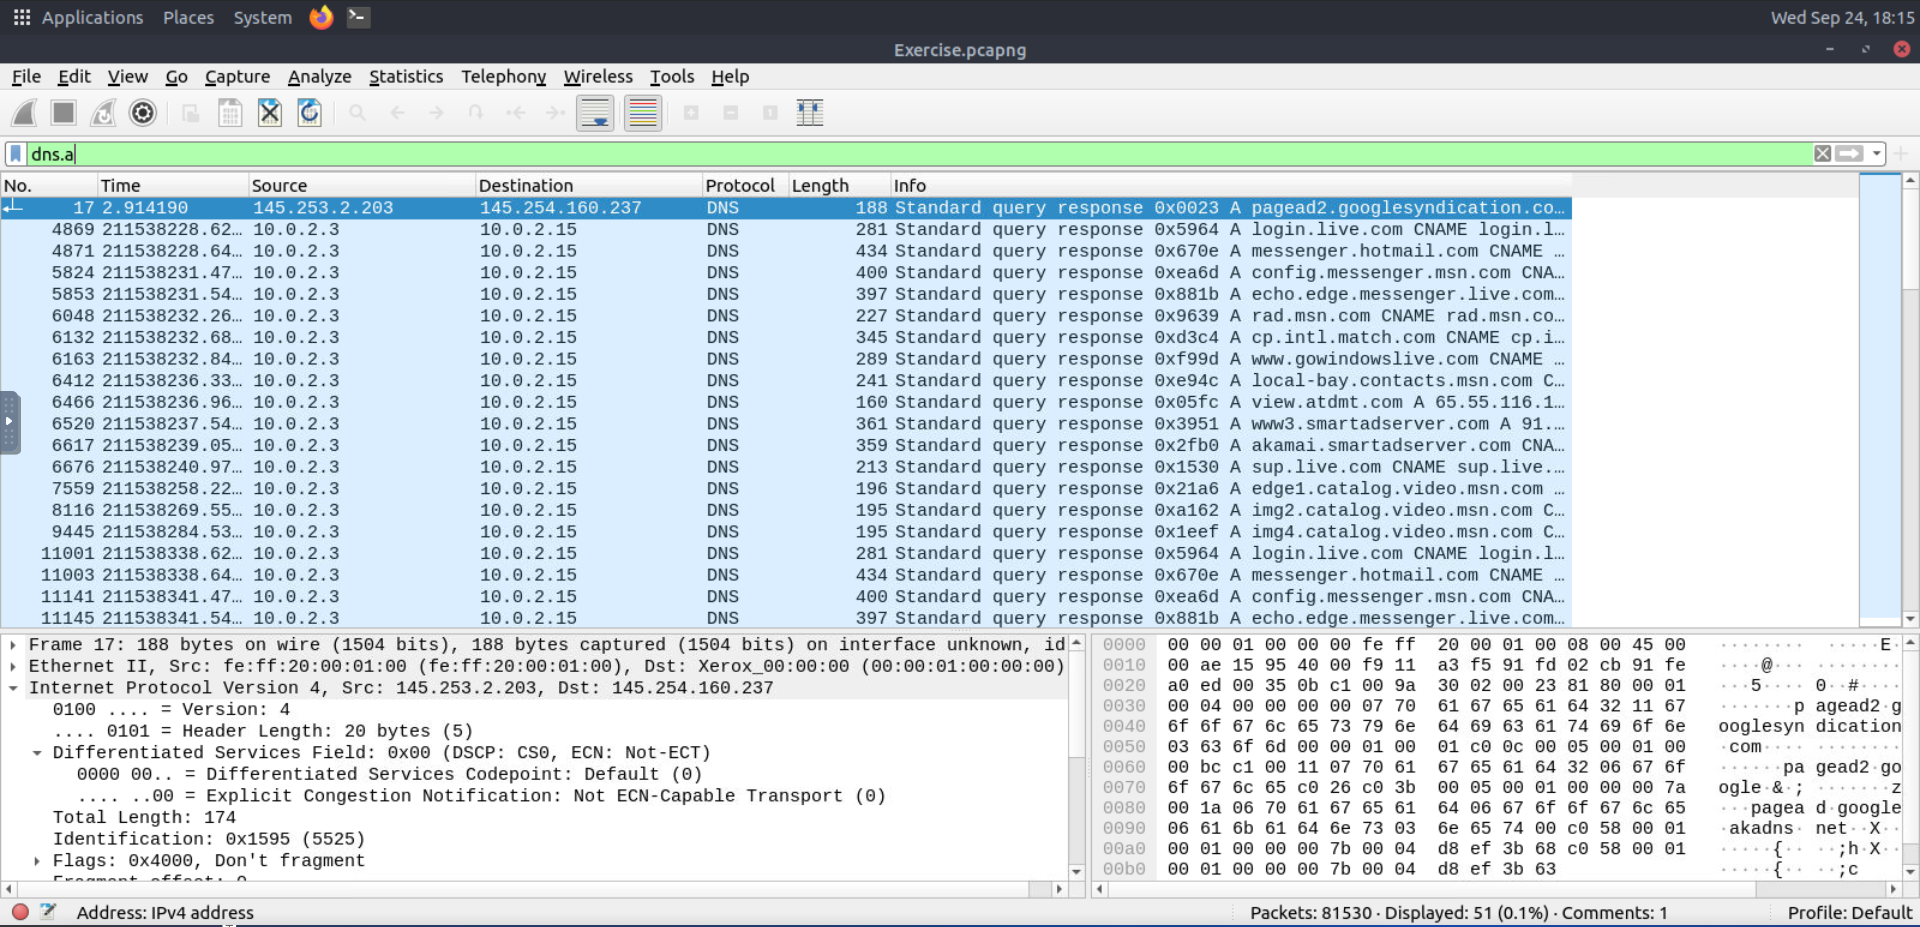 Applications Places System Wed Sep 24, 18:15
Exercise.pcapng
File Edit View Go Capture Analyze Statistics Telephony Wireless Tools Help
dns.a
No. Time Source Destination Protocol Length Info
17 2.914190 145.253.2.203 145.254.160.237 DNS 188 Standard query response 0x0023 A pagead2.googlesyndication.co…
4869 211538228.62… 10.0.2.3 10.0.2.15 DNS 281 Standard query response 0x5964 A login.live.com CNAME login.l…
4871 211538228.64… 10.0.2.3 10.0.2.15 DNS 434 Standard query response 0x670e A messenger.hotmail.com CNAME …
5824 211538231.47… 10.0.2.3 10.0.2.15 DNS 400 Standard query response 0xea6d A config.messenger.msn.com CNA…
5853 211538231.54… 10.0.2.3 10.0.2.15 DNS 397 Standard query response 0x881b A echo.edge.messenger.live.com…
6048 211538232.26… 10.0.2.3 10.0.2.15 DNS 227 Standard query response 0x9639 A rad.msn.com CNAME rad.msn.co…
6132 211538232.68… 10.0.2.3 10.0.2.15 DNS 345 Standard query response 0xd3c4 A cp.intl.match.com CNAME cp.i…
6163 211538232.84… 10.0.2.3 10.0.2.15 DNS 289 Standard query response 0xf99d A www.gowindowslive.com CNAME …
6412 211538236.33… 10.0.2.3 10.0.2.15 DNS 241 Standard query response 0xe94c A local-bay.contacts.msn.com C…
6466 211538236.96… 10.0.2.3 10.0.2.15 DNS 160 Standard query response 0x05fc A view.atdmt.com A 65.55.116.1…
6520 211538237.54… 10.0.2.3 10.0.2.15 DNS 361 Standard query response 0x3951 A www3.smartadserver.com A 91.…
6617 211538239.05… 10.0.2.3 10.0.2.15 DNS 359 Standard query response 0x2fb0 A akamai.smartadserver.com CNA…
6676 211538240.97… 10.0.2.3 10.0.2.15 DNS 213 Standard query response 0x1530 A sup.live.com CNAME sup.live.…
7559 211538258.22… 10.0.2.3 10.0.2.15 DNS 196 Standard query response 0x21a6 A edge1.catalog.video.msn.com …
8116 211538269.55… 10.0.2.3 10.0.2.15 DNS 195 Standard query response 0xa162 A img2.catalog.video.msn.com C…
9445 211538284.53… 10.0.2.3 10.0.2.15 DNS 195 Standard query response 0x1eef A img4.catalog.video.msn.com C…
11001 211538338.62… 10.0.2.3 10.0.2.15 DNS 281 Standard query response 0x5964 A login.live.com CNAME login.l…
11003 211538338.64… 10.0.2.3 10.0.2.15 DNS 434 Standard query response 0x670e A messenger.hotmail.com CNAME …
11141 211538341.47… 10.0.2.3 10.0.2.15 DNS 400 Standard query response 0xea6d A config.messenger.msn.com CNA…
11145 211538341.54… 10.0.2.3 10.0.2.15 DNS 397 Standard query response 0x881b A echo.edge.messenger.live.com…
Frame 17: 188 bytes on wire (1504 bits), 188 bytes captured (1504 bits) on interface unknown, id
Ethernet II, Src: fe:ff:20:00:01:00 (fe:ff:20:00:01:00), Dst: Xerox_00:00:00 (00:00:01:00:00:00)
Internet Protocol Version 4, Src: 145.253.2.203, Dst: 145.254.160.237
0100 .... = Version: 4
.... 0101 = Header Length: 20 bytes (5)
Differentiated Services Field: 0x00 (DSCP: CS0, ECN: Not-ECT)
0000 00.. = Differentiated Services Codepoint: Default (0)
.... ..00 = Explicit Congestion Notification: Not ECN-Capable Transport (0)
Total Length: 174
Identification: 0x1595 (5525)
Flags: 0x4000, Don't fragment
Fragment offset: 0
0000 00 00 01 00 00 00 fe ff 20 00 01 00 08 00 45 00 ········ ·····E·
0010 00 ae 15 95 40 00 f9 11 a3 f5 91 fd 02 cb 91 fe ····@··· ········
0020 a0 ed 00 35 0b c1 00 9a 30 02 00 23 81 80 00 01 ···5···· 0··#····
0030 00 04 00 00 00 00 07 70 61 67 65 61 64 32 11 67 ·······p agead2·g
0040 6f 6f 67 6c 65 73 79 6e 64 69 63 61 74 69 6f 6e ooglesyn dication
0050 03 63 6f 6d 00 00 01 00 01 c0 0c 00 05 00 01 00 ·com···· ········
0060 00 bc c1 00 11 07 70 61 67 65 61 64 32 06 67 6f ······pa gead2·go
0070 6f 67 6c 65 c0 26 c0 3b 00 05 00 01 00 00 00 7a ogle·&·; ·······z
0080 00 1a 06 70 61 67 65 61 64 06 67 6f 6f 67 6c 65 ···pagea d·google
0090 06 61 6b 61 64 6e 73 03 6e 65 74 00 c0 58 00 01 ·akadns· net··X··
00a0 00 01 00 00 00 7b 00 04 d8 ef 3b 68 c0 58 00 01 ·····{·· ··;h·X··
00b0 00 01 00 00 00 7b 00 04 d8 ef 3b 63 ·····{·· ··;c
Address: IPv4 address Packets: 81530 · Displayed: 51 (0.1%) · Comments: 1 Profile: Default